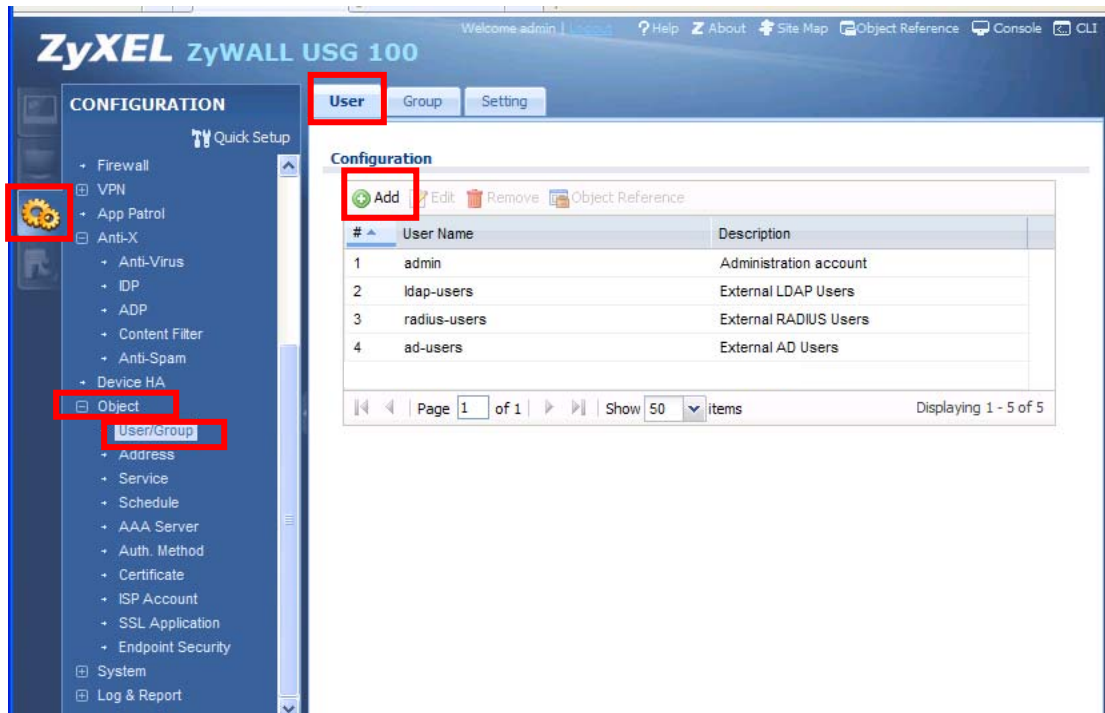 Welcome admin | Logout ?Help Z About Site Map Object Reference Console CLI
ZyXEL ZyWALL USG 100
CONFIGURATION
Quick Setup
Firewall
VPN
App Patrol
Anti-X
Anti-Virus
IDP
ADP
Content Filter
Anti-Spam
Device HA
Object
User/Group
Address
Service
Schedule
AAA Server
Auth. Method
Certificate
ISP Account
SSL Application
Endpoint Security
System
Log & Report
User Group Setting
Configuration
Add Edit Remove Object Reference
# User Name Description
1 admin Administration account
2 ldap-users External LDAP Users
3 radius-users External RADIUS Users
4 ad-users External AD Users
Page 1 of 1 Show 50 items Displaying 1 - 5 of 5